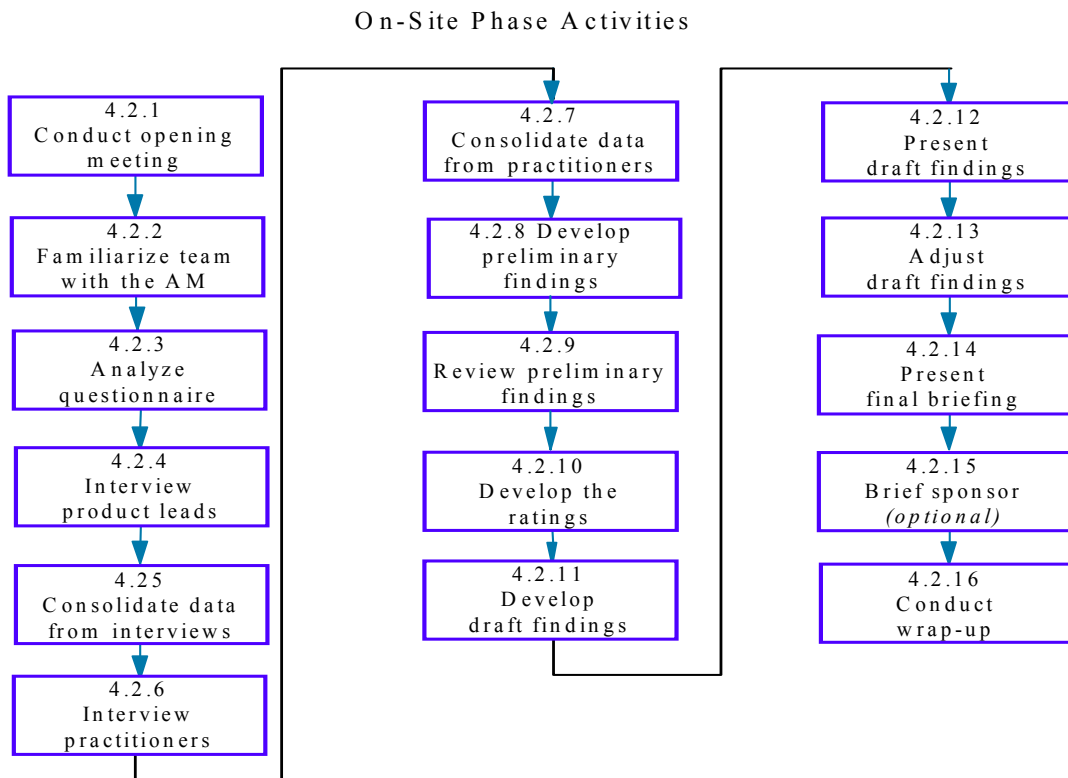 On-Site Phase Activities
4.2.1
Conduct opening
meeting
4.2.2
Familiarize team
with the AM
4.2.3
Analyze
questionnaire
4.2.4
Interview
product leads
4.25
Consolidate data
from interviews
4.2.6
Interview
practitioners
4.2.7
Consolidate data
from practitioners
4.2.8 Develop
preliminary
findings
4.2.9
Review preliminary
findings
4.2.10
Develop the
ratings
4.2.11
Develop
draft findings
4.2.12
Present
draft findings
4.2.13
Adjust
draft findings
4.2.14
Present
final briefing
4.2.15
Brief sponsor
(optional)
4.2.16
Conduct
wrap-up